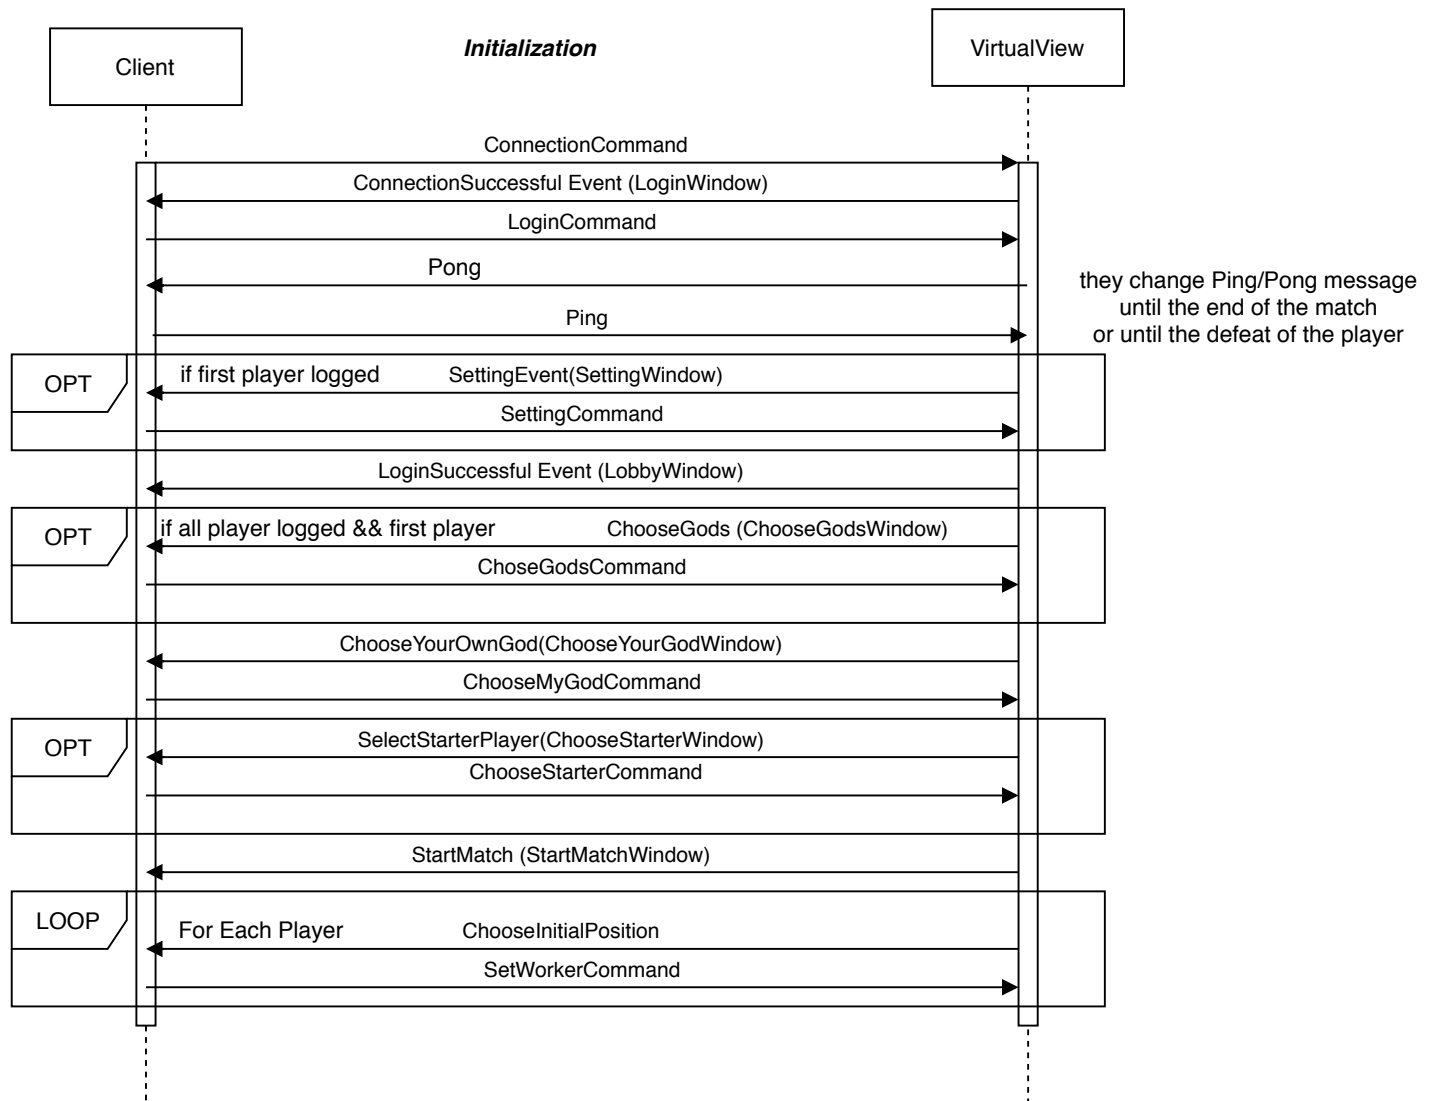 Initialization
Client
VirtualView
ConnectionCommand
ConnectionSuccessful Event (LoginWindow)
LoginCommand
Pong
they change Ping/Pong message
until the end of the match
or until the defeat of the player
Ping
OPT
if first player logged
SettingEvent(SettingWindow)
SettingCommand
LoginSuccessful Event (LobbyWindow)
OPT
if all player logged && first player
ChooseGods (ChooseGodsWindow)
ChoseGodsCommand
ChooseYourOwnGod(ChooseYourGodWindow)
ChooseMyGodCommand
OPT
SelectStarterPlayer(ChooseStarterWindow)
ChooseStarterCommand
StartMatch (StartMatchWindow)
LOOP
For Each Player
ChooseInitialPosition
SetWorkerCommand